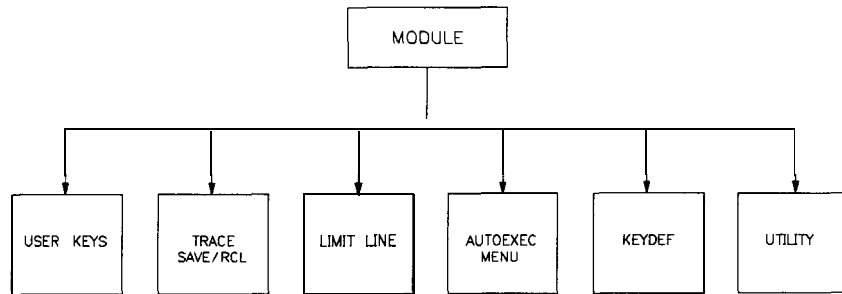 MODULE
USER KEYS
TRACE
SAVE/RCL
LIMIT LINE
AUTOEXEC
MENU
KEYDEF
UTILITY